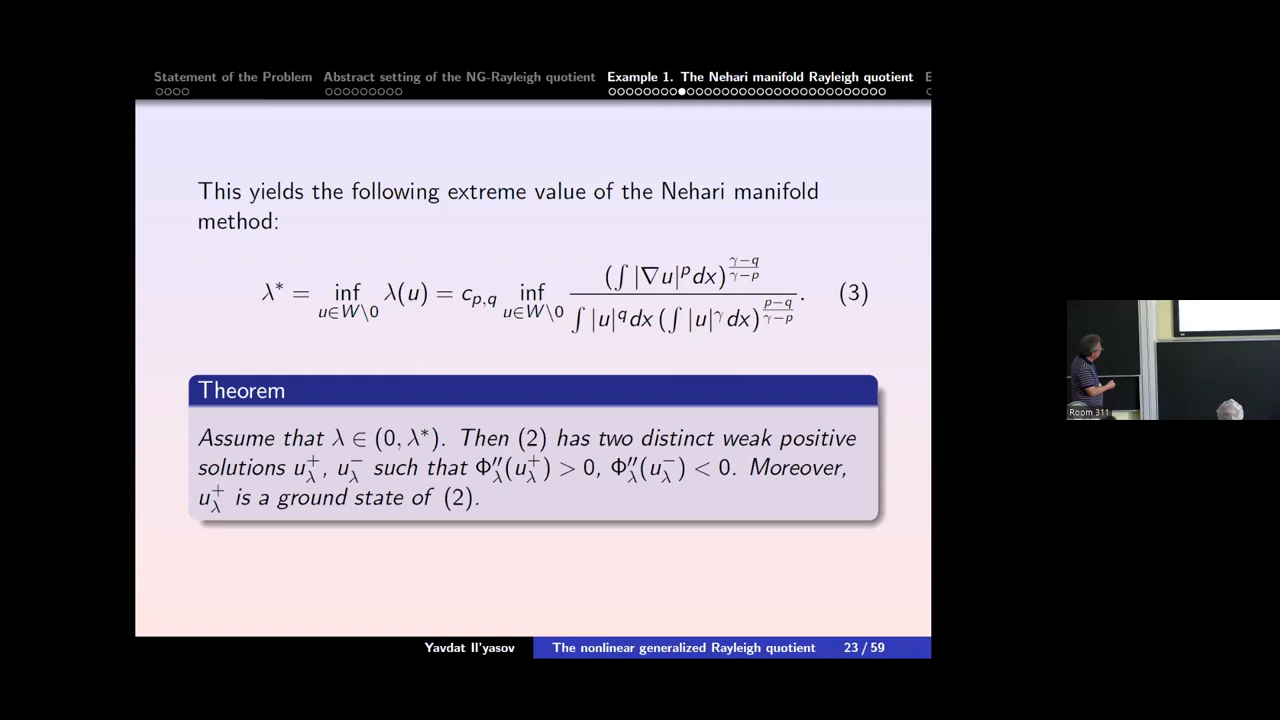 Statement of the Problem Abstract setting of the NG-Rayleigh quotient Example 1. The Nehari manifold Rayleigh quotient E
This yields the following extreme value of the Nehari manifold
method:
λ* = inf_{u∈W\0} λ(u) = c_{p,q} inf_{u∈W\0} (∫ |∇u|^p dx)^{(γ−q)/(γ−p)} / (∫ |u|^q dx (∫ |u|^γ dx)^{(p−q)/(γ−p)}). (3)
Theorem
Assume that λ ∈ (0, λ*). Then (2) has two distinct weak positive
solutions u_λ^+, u_λ^− such that Φ″_λ(u_λ^+) > 0, Φ″_λ(u_λ^−) < 0. Moreover,
u_λ^+ is a ground state of (2).
Yavdat Il'yasov The nonlinear generalized Rayleigh quotient 23 / 59
Room 311